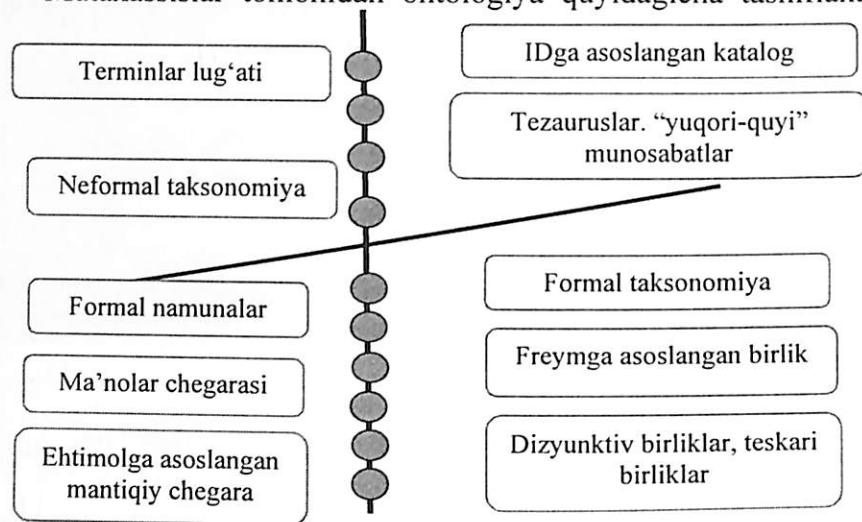 Mutaxassislar tomonidan ontologiya quyidagicha tasniflanadi
Terminlar lug‘ati
IDga asoslangan katalog
Tezauruslar. “yuqori-quyi”
munosabatlar
Neformal taksonomiya
Formal namunalar
Formal taksonomiya
Ma’nolar chegarasi
Freymga asoslangan birlik
Ehtimolga asoslangan
mantiqiy chegara
Dizyunktiv birliklar, teskari
birliklar